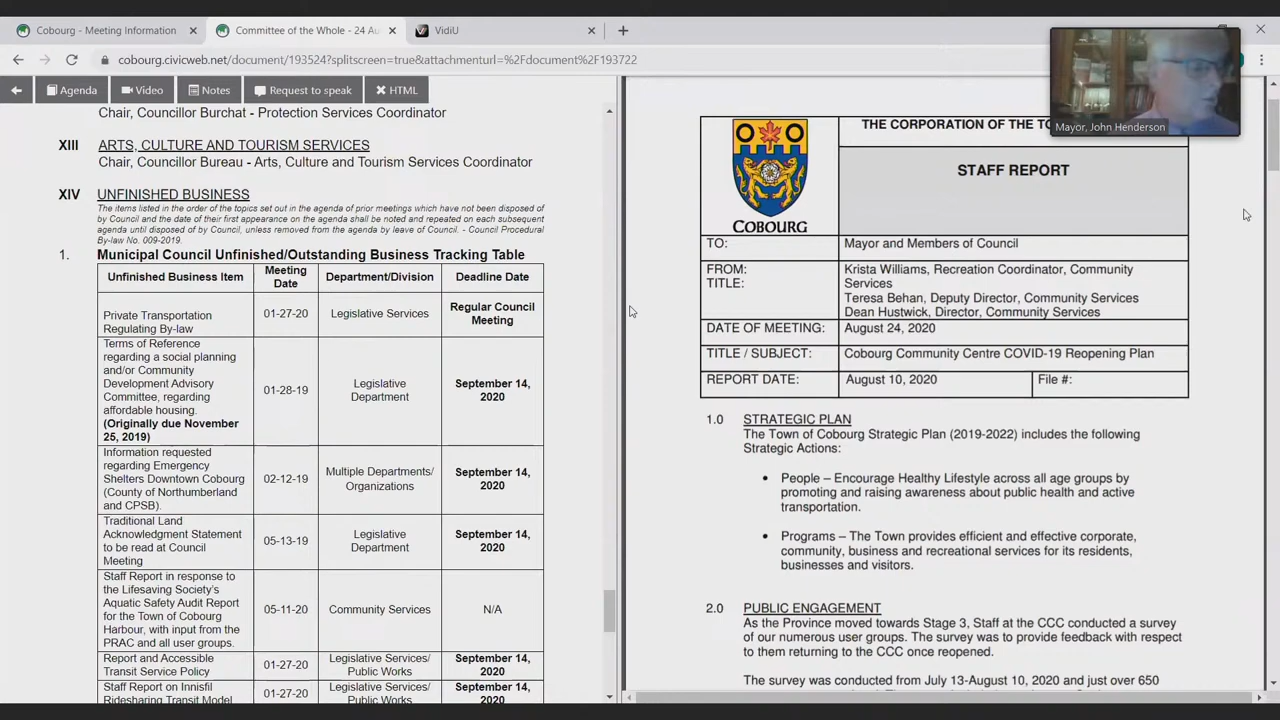 Cobourg - Meeting Information
Committee of the Whole - 24 Au
VidiU
cobourg.civicweb.net/document/193524?splitscreen=true&attachmenturl=%2Fdocument%2F193722
Agenda
Video
Notes
Request to speak
HTML
Mayor, John Henderson
Chair, Councillor Burchat - Protection Services Coordinator
XIII ARTS, CULTURE AND TOURISM SERVICES
Chair, Councillor Bureau - Arts, Culture and Tourism Services Coordinator
XIV UNFINISHED BUSINESS
The items listed in the order of the topics set out in the agenda of prior meetings which have not been disposed of
by Council and the date of their first appearance on the agenda shall be noted and repeated on each subsequent
agenda until disposed of by Council, unless removed from the agenda by leave of Council - Council Procedural
By-law No. 009-2019.
1. Municipal Council Unfinished/Outstanding Business Tracking Table
Unfinished Business Item
Meeting
Date
Department/Division
Deadline Date
Private Transportation
Regulating By-law
01-27-20
Legislative Services
Regular Council
Meeting
Terms of Reference
regarding a social planning
and/or Community
Development Advisory
Committee, regarding
affordable housing.
(Originally due November
25, 2019)
01-28-19
Legislative
Department
September 14,
2020
Information requested
regarding Emergency
Shelters Downtown Cobourg
(County of Northumberland
and CPSB).
02-12-19
Multiple Departments/
Organizations
September 14,
2020
Traditional Land
Acknowledgment Statement
to be read at Council
Meeting
05-13-19
Legislative
Department
September 14,
2020
Staff Report in response to
the Lifesaving Society's
Aquatic Safety Audit Report
for the Town of Cobourg
Harbour, with input from the
PRAC and all user groups.
05-11-20
Community Services
N/A
Report and Accessible
Transit Service Policy
01-27-20
Legislative Services/
Public Works
September 14,
2020
Staff Report on Innisfil
Ridesharing Transit Model
01-27-20
Legislative Services/
Public Works
September 14,
2020
COBOURG
THE CORPORATION OF THE TO
STAFF REPORT
TO:
Mayor and Members of Council
FROM:
TITLE:
Krista Williams, Recreation Coordinator, Community
Services
Teresa Behan, Deputy Director, Community Services
Dean Hustwick, Director, Community Services
DATE OF MEETING:
August 24, 2020
TITLE / SUBJECT:
Cobourg Community Centre COVID-19 Reopening Plan
REPORT DATE:
August 10, 2020
File #:
1.0 STRATEGIC PLAN
The Town of Cobourg Strategic Plan (2019-2022) includes the following
Strategic Actions:
• People – Encourage Healthy Lifestyle across all age groups by
promoting and raising awareness about public health and active
transportation.
• Programs – The Town provides efficient and effective corporate,
community, business and recreational services for its residents,
businesses and visitors.
2.0 PUBLIC ENGAGEMENT
As the Province moved towards Stage 3, Staff at the CCC conducted a survey
of our numerous user groups. The survey was to provide feedback with respect
to them returning to the CCC once reopened.
The survey was conducted from July 13-August 10, 2020 and just over 650